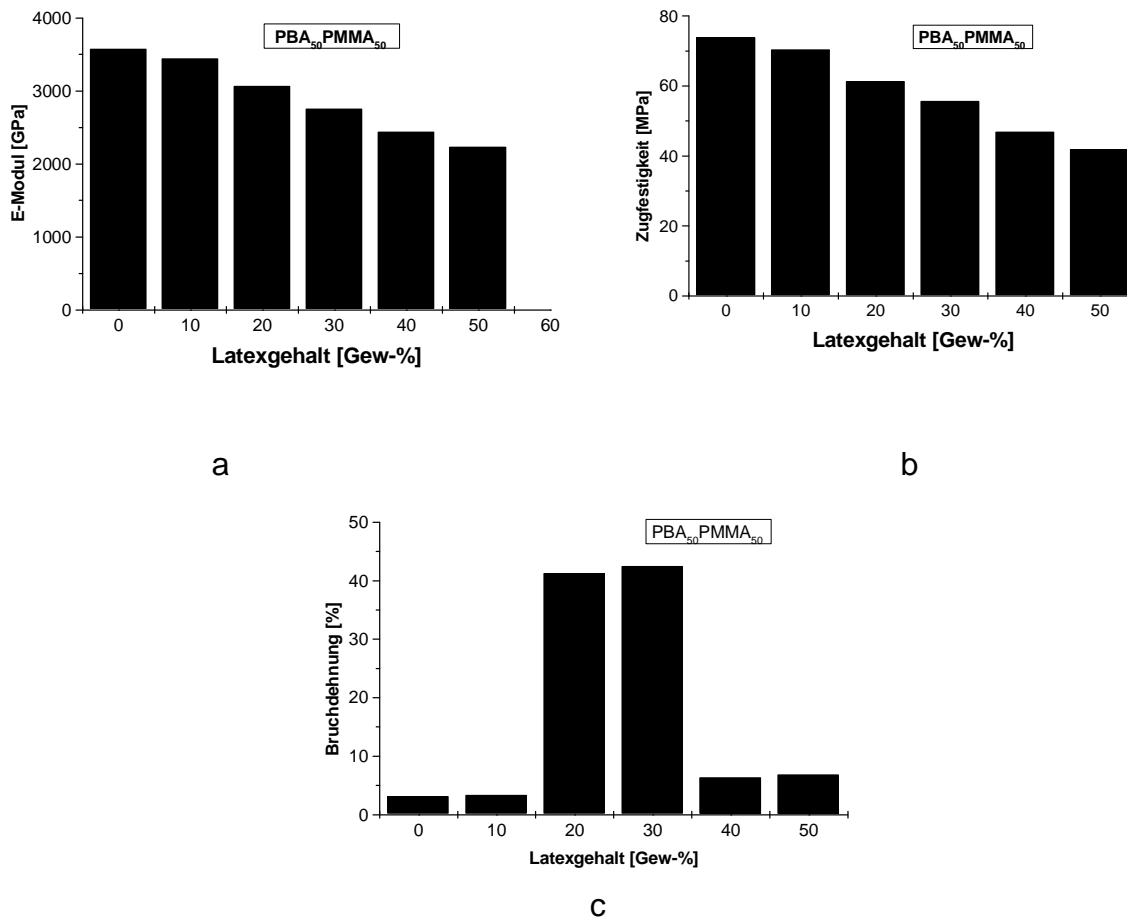 PBA50PMMA50
E-Modul [GPa]
4000
3000
2000
1000
0
0 10 20 30 40 50 60
Latexgehalt [Gew-%]
a
PBA50PMMA50
Zugfestigkeit [MPa]
80
60
40
20
0
0 10 20 30 40 50
Latexgehalt [Gew-%]
b
PBA50PMMA50
Bruchdehnung [%]
50
40
30
20
10
0
0 10 20 30 40 50
Latexgehalt [Gew-%]
c